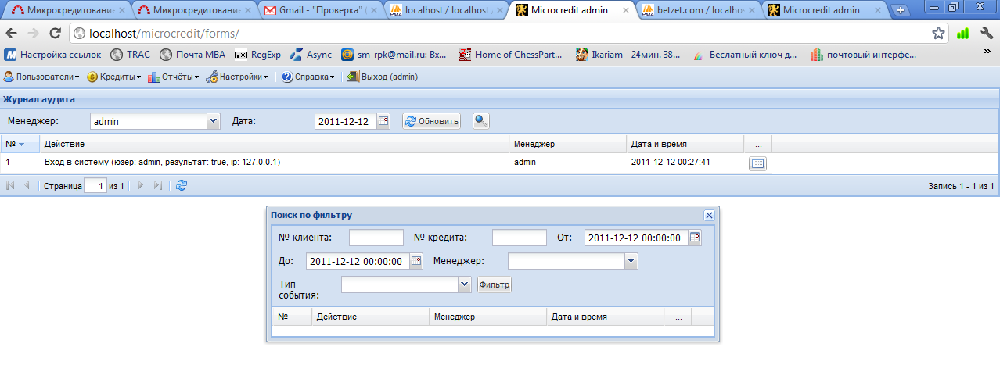 Микрокредитование Микрокредитование Gmail - "Проверка" ( localhost / localhost Microcredit admin betzet.com / localhos Microcredit admin
localhost/microcredit/forms/
Настройка ссылок TRAC Почта MBA (.*) RegExp Async sm_rpk@mail.ru: Вх... Home of ChessPart... Ikariam - 24мин. 38... Беслатный ключ д... почтовый интерфе... »
Пользователи Кредиты Отчёты Настройки Справка Выход (admin)
Журнал аудита
Менеджер: admin Дата: 2011-12-12 Обновить
№ Действие Менеджер Дата и время ...
1 Вход в систему (юзер: admin, результат: true, ip: 127.0.0.1) admin 2011-12-12 00:27:41
Страница 1 из 1 Запись 1 - 1 из 1
Поиск по фильтру
№ клиента: № кредита: От: 2011-12-12 00:00:00
До: 2011-12-12 00:00:00 Менеджер:
Тип события: Фильтр
№ Действие Менеджер Дата и время ...